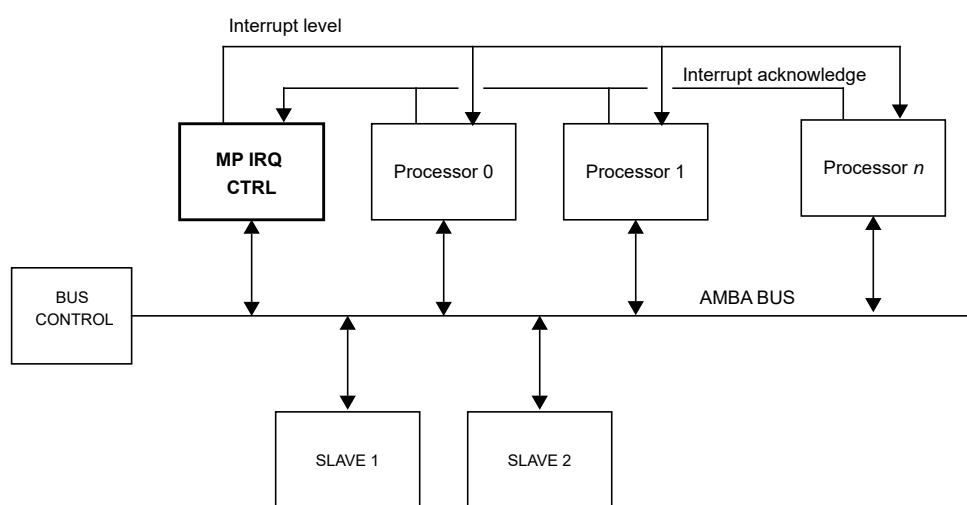 Interrupt level
Interrupt acknowledge
MP IRQ
CTRL
Processor 0
Processor 1
Processor n
BUS
CONTROL
AMBA BUS
SLAVE 1
SLAVE 2